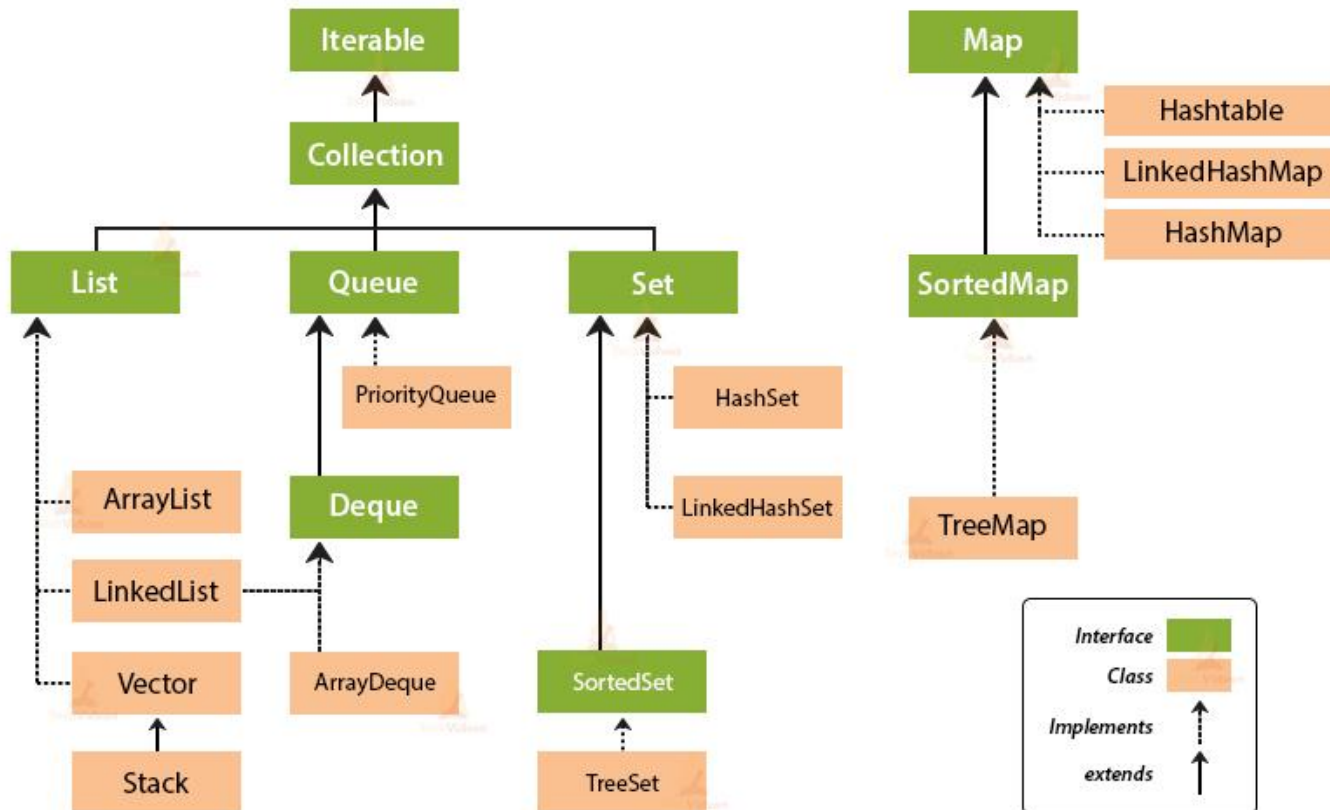 Iterable
Map
Hashtable
Collection
LinkedHashMap
HashMap
List
Queue
Set
SortedMap
PriorityQueue
HashSet
ArrayList
Deque
LinkedHashSet
TreeMap
LinkedList
Vector
ArrayDeque
SortedSet
Stack
TreeSet
Interface
Class
Implements
extends